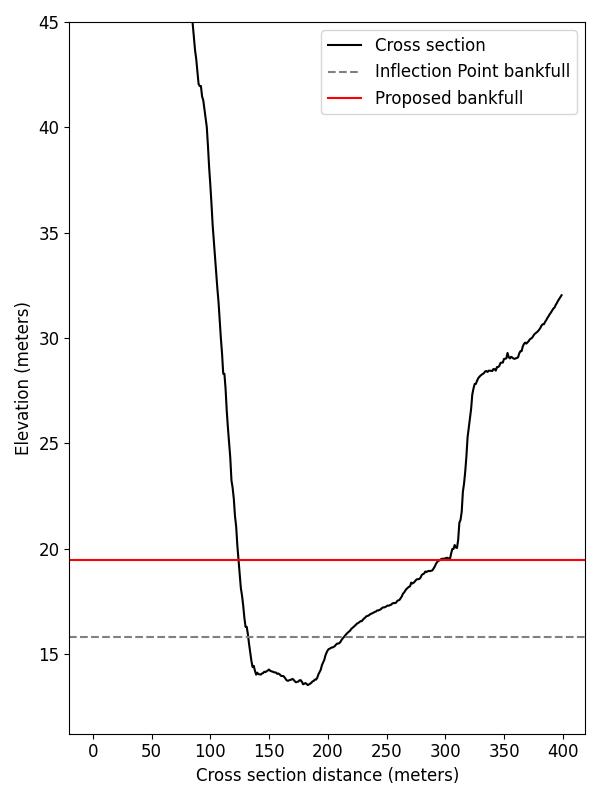 Cross section
Inflection Point bankfull
Proposed bankfull
45
40
35
30
25
20
15
Elevation (meters)
0 50 100 150 200 250 300 350 400
Cross section distance (meters)